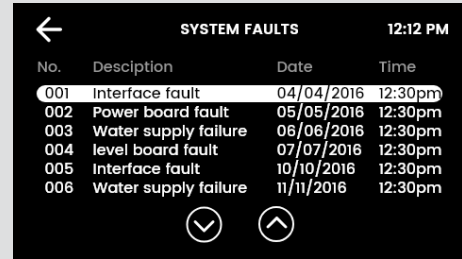 SYSTEM FAULTS 12:12 PM
No. Desciption Date Time
001 Interface fault 04/04/2016 12:30pm
002 Power board fault 05/05/2016 12:30pm
003 Water supply failure 06/06/2016 12:30pm
004 level board fault 07/07/2016 12:30pm
005 Interface fault 10/10/2016 12:30pm
006 Water supply failure 11/11/2016 12:30pm